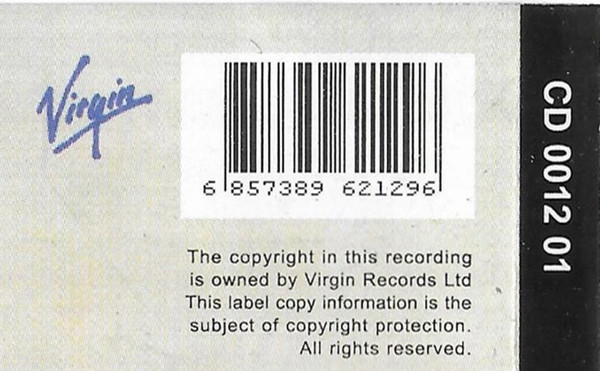 Virgin
6 857389 621296
The copyright in this recording
is owned by Virgin Records Ltd
This label copy information is the
subject of copyright protection.
All rights reserved.
CD 0012 01